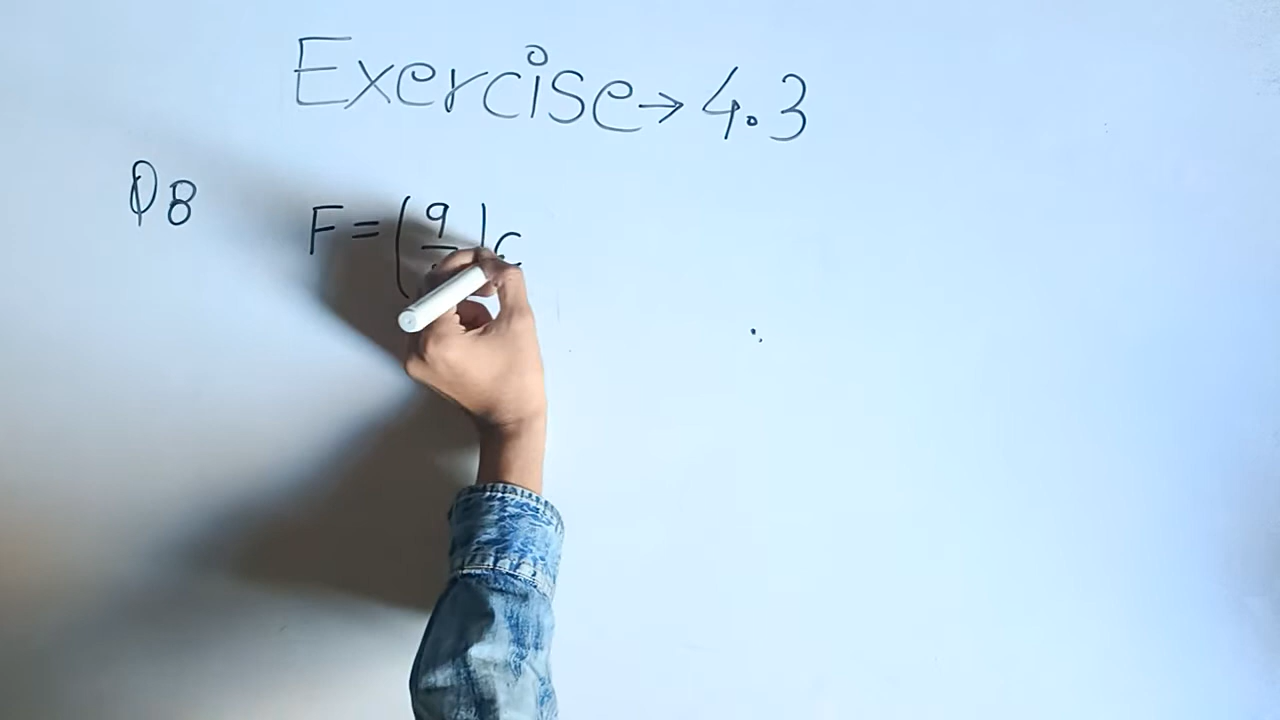 Exercise → 4.3
Q8
F = (9/ )C